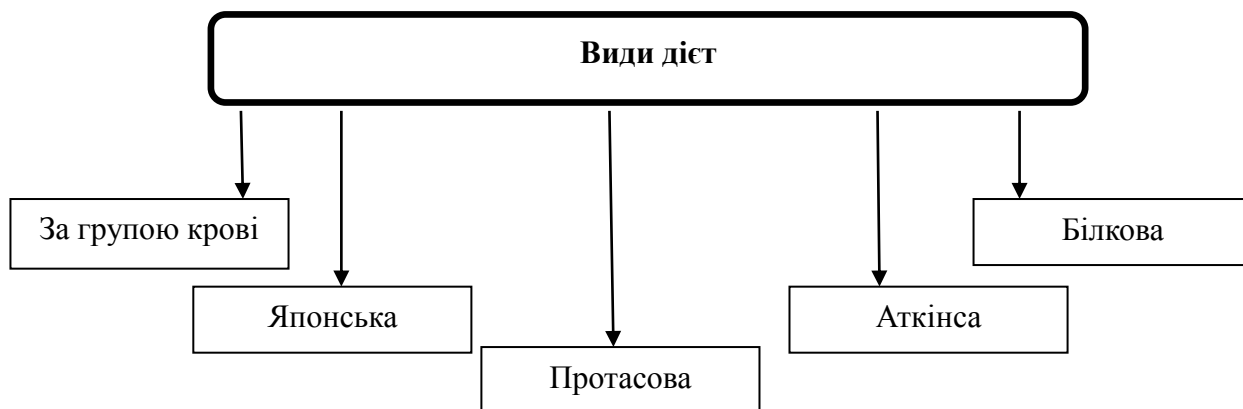 Види дієт
За групою крові
Білкова
Японська
Аткінса
Протасова